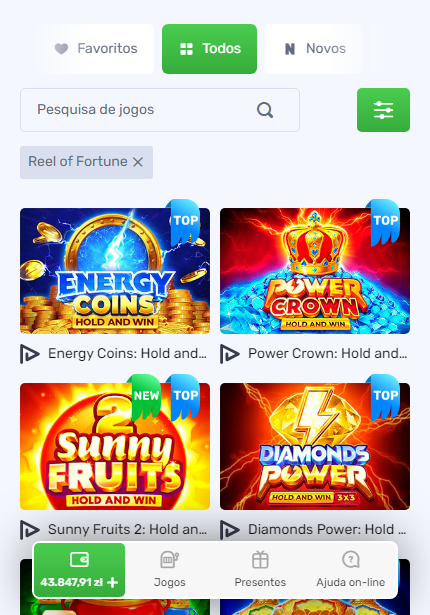 Favoritos
Todos
Novos
Pesquisa de jogos
Reel of Fortune
TOP
ENERGY
COINS
HOLD AND WIN
TOP
POWER
CROWN
HOLD AND WIN
Energy Coins: Hold and...
Power Crown: Hold and...
NEW
TOP
2
Sunny
FRUITS
HOLD AND WIN
TOP
DIAMONDS
POWER
HOLD AND WIN 3X3
Sunny Fruits 2: Hold an...
Diamonds Power: Hold ...
43.847,91 zł +
Jogos
Presentes
Ajuda on-line